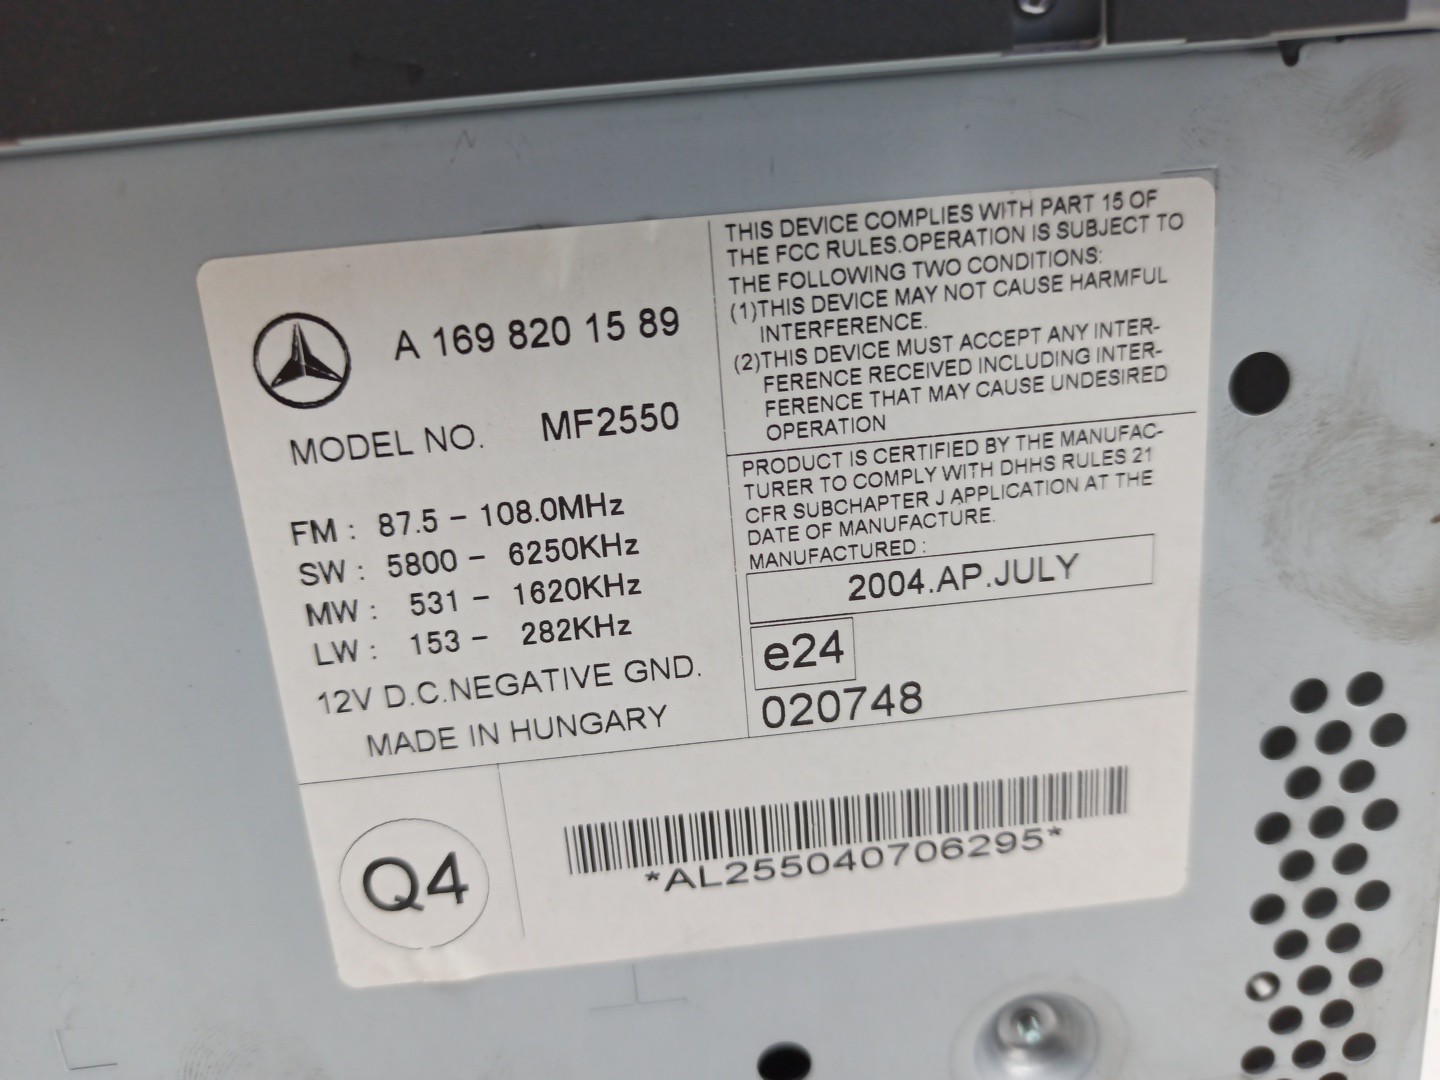 A 169 820 15 89
MODEL NO. MF2550
FM : 87.5 - 108.0MHz
SW : 5800 - 6250KHz
MW : 531 - 1620KHz
LW : 153 - 282KHz
12V D.C.NEGATIVE GND.
MADE IN HUNGARY
THIS DEVICE COMPLIES WITH PART 15 OF
THE FCC RULES.OPERATION IS SUBJECT TO
THE FOLLOWING TWO CONDITIONS:
(1)THIS DEVICE MAY NOT CAUSE HARMFUL
INTERFERENCE.
(2)THIS DEVICE MUST ACCEPT ANY INTER-
FERENCE RECEIVED INCLUDING INTER-
FERENCE THAT MAY CAUSE UNDESIRED
OPERATION
PRODUCT IS CERTIFIED BY THE MANUFAC-
TURER TO COMPLY WITH DHHS RULES 21
CFR SUBCHAPTER J APPLICATION AT THE
DATE OF MANUFACTURE.
MANUFACTURED :
2004.AP.JULY
e24
020748
Q4
*AL255040706295*